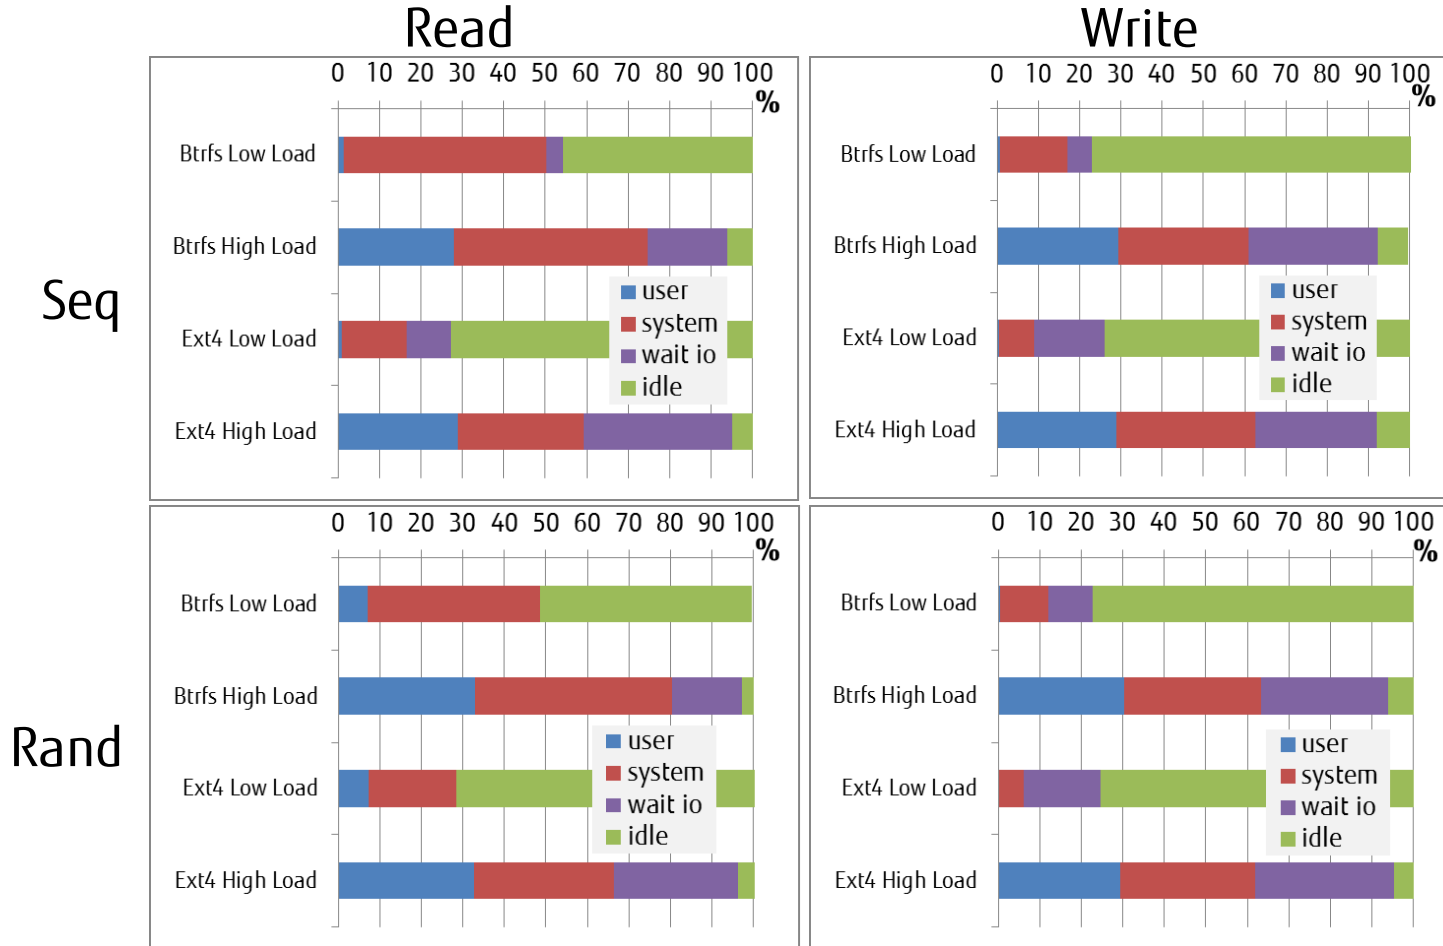 Read
Write
Seq
0 10 20 30 40 50 60 70 80 90 100
%
Btrfs Low Load
Btrfs High Load
Ext4 Low Load
Ext4 High Load
user
system
wait io
idle
0 10 20 30 40 50 60 70 80 90 100
%
Btrfs Low Load
Btrfs High Load
Ext4 Low Load
Ext4 High Load
user
system
wait io
idle
Rand
0 10 20 30 40 50 60 70 80 90 100
%
Btrfs Low Load
Btrfs High Load
Ext4 Low Load
Ext4 High Load
user
system
wait io
idle
0 10 20 30 40 50 60 70 80 90 100
%
Btrfs Low Load
Btrfs High Load
Ext4 Low Load
Ext4 High Load
user
system
wait io
idle